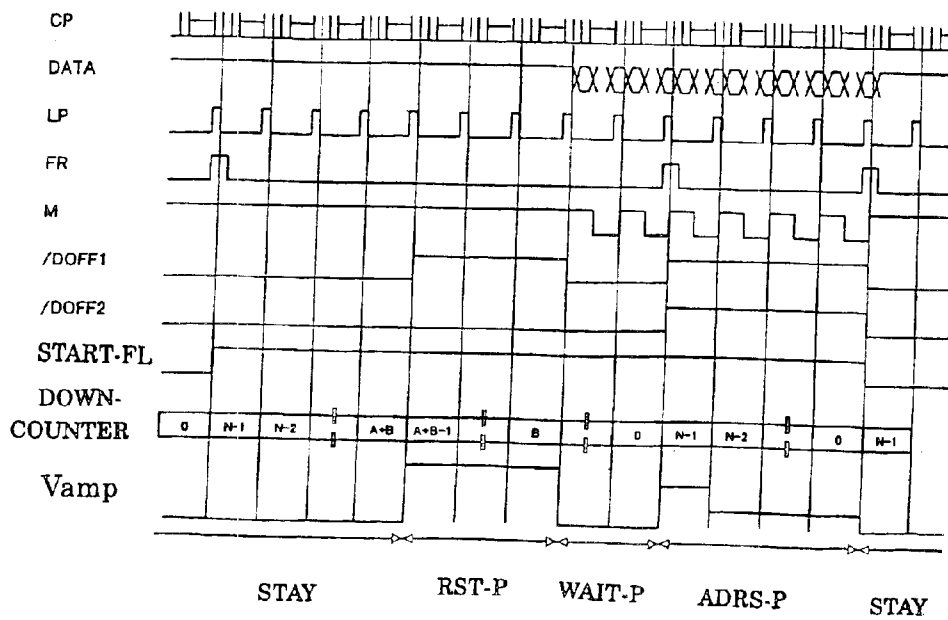 CP
DATA
LP
FR
M
/DOFF1
/DOFF2
START-FL
DOWN-
COUNTER
0 N-1 N-2 A+B A+B-1 B 0 N-1 N-2 0 N-1
Vamp
STAY RST-P WAIT-P ADRS-P STAY